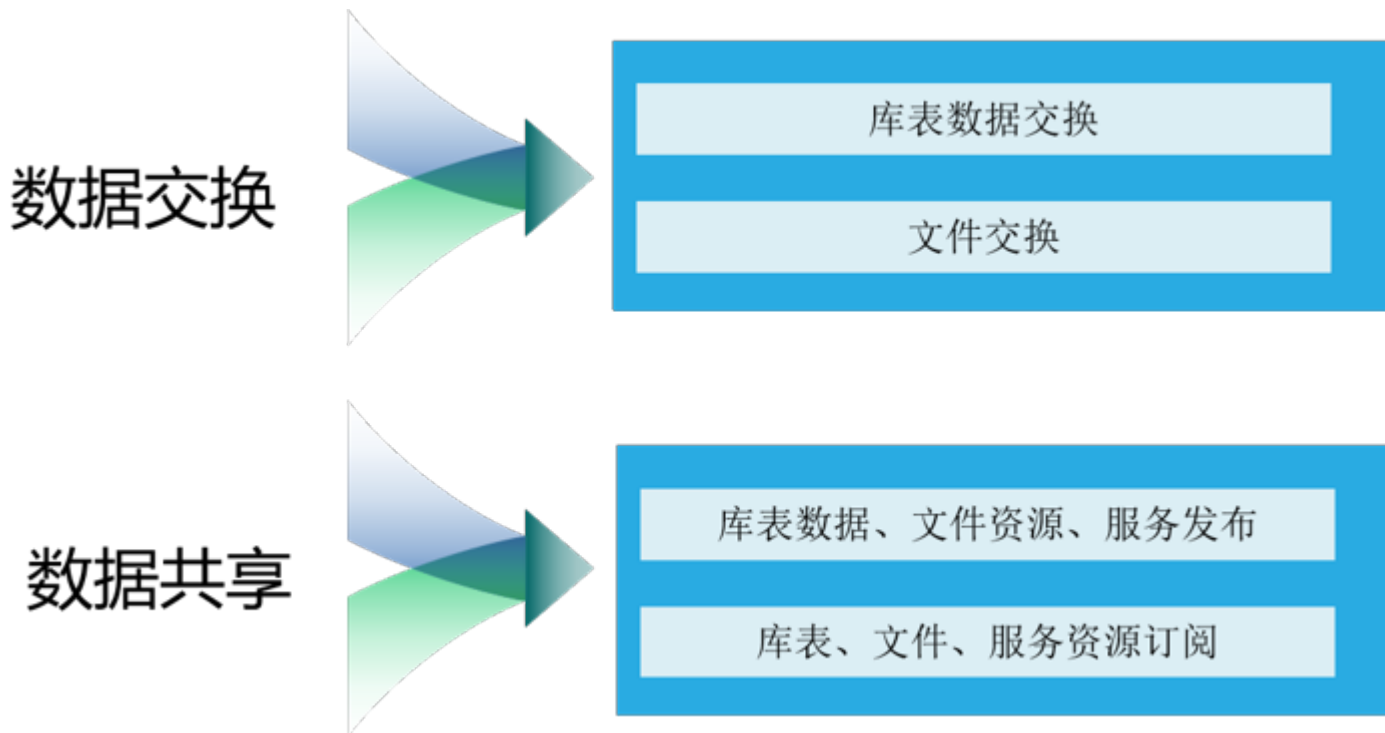 数据交换
库表数据交换
文件交换
数据共享
库表数据、文件资源、服务发布
库表、文件、服务资源订阅